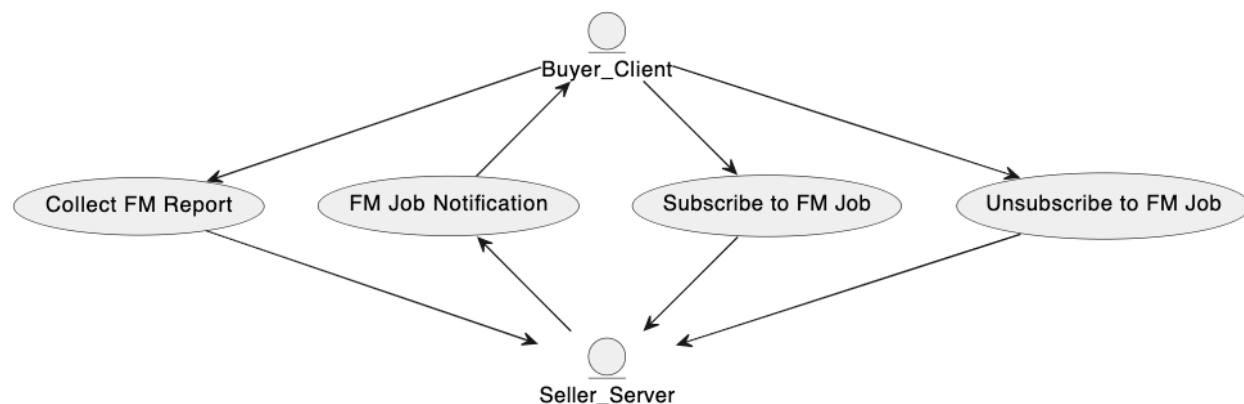 Buyer_Client
Collect FM Report
FM Job Notification
Subscribe to FM Job
Unsubscribe to FM Job
Seller_Server